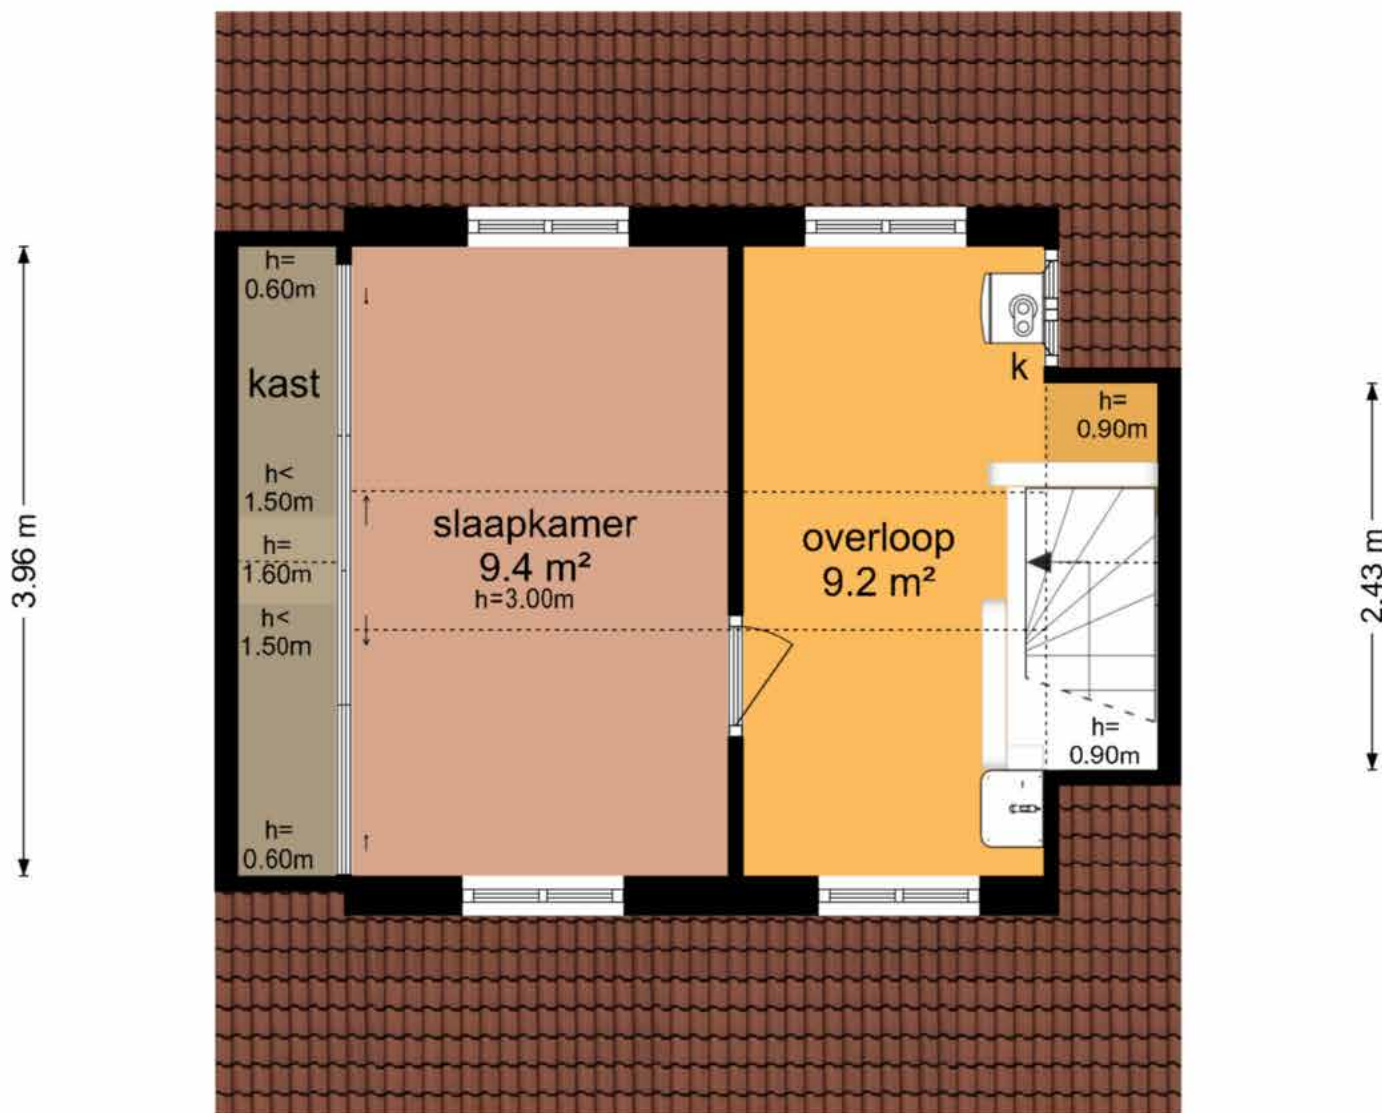 h=
0.60m
kast
h<
1.50m
h=
1.60m
h<
1.50m
h=
0.60m
slaapkamer
9.4 m²
h=3.00m
overloop
9.2 m²
k
h=
0.90m
h=
0.90m
3.96 m
2.43 m